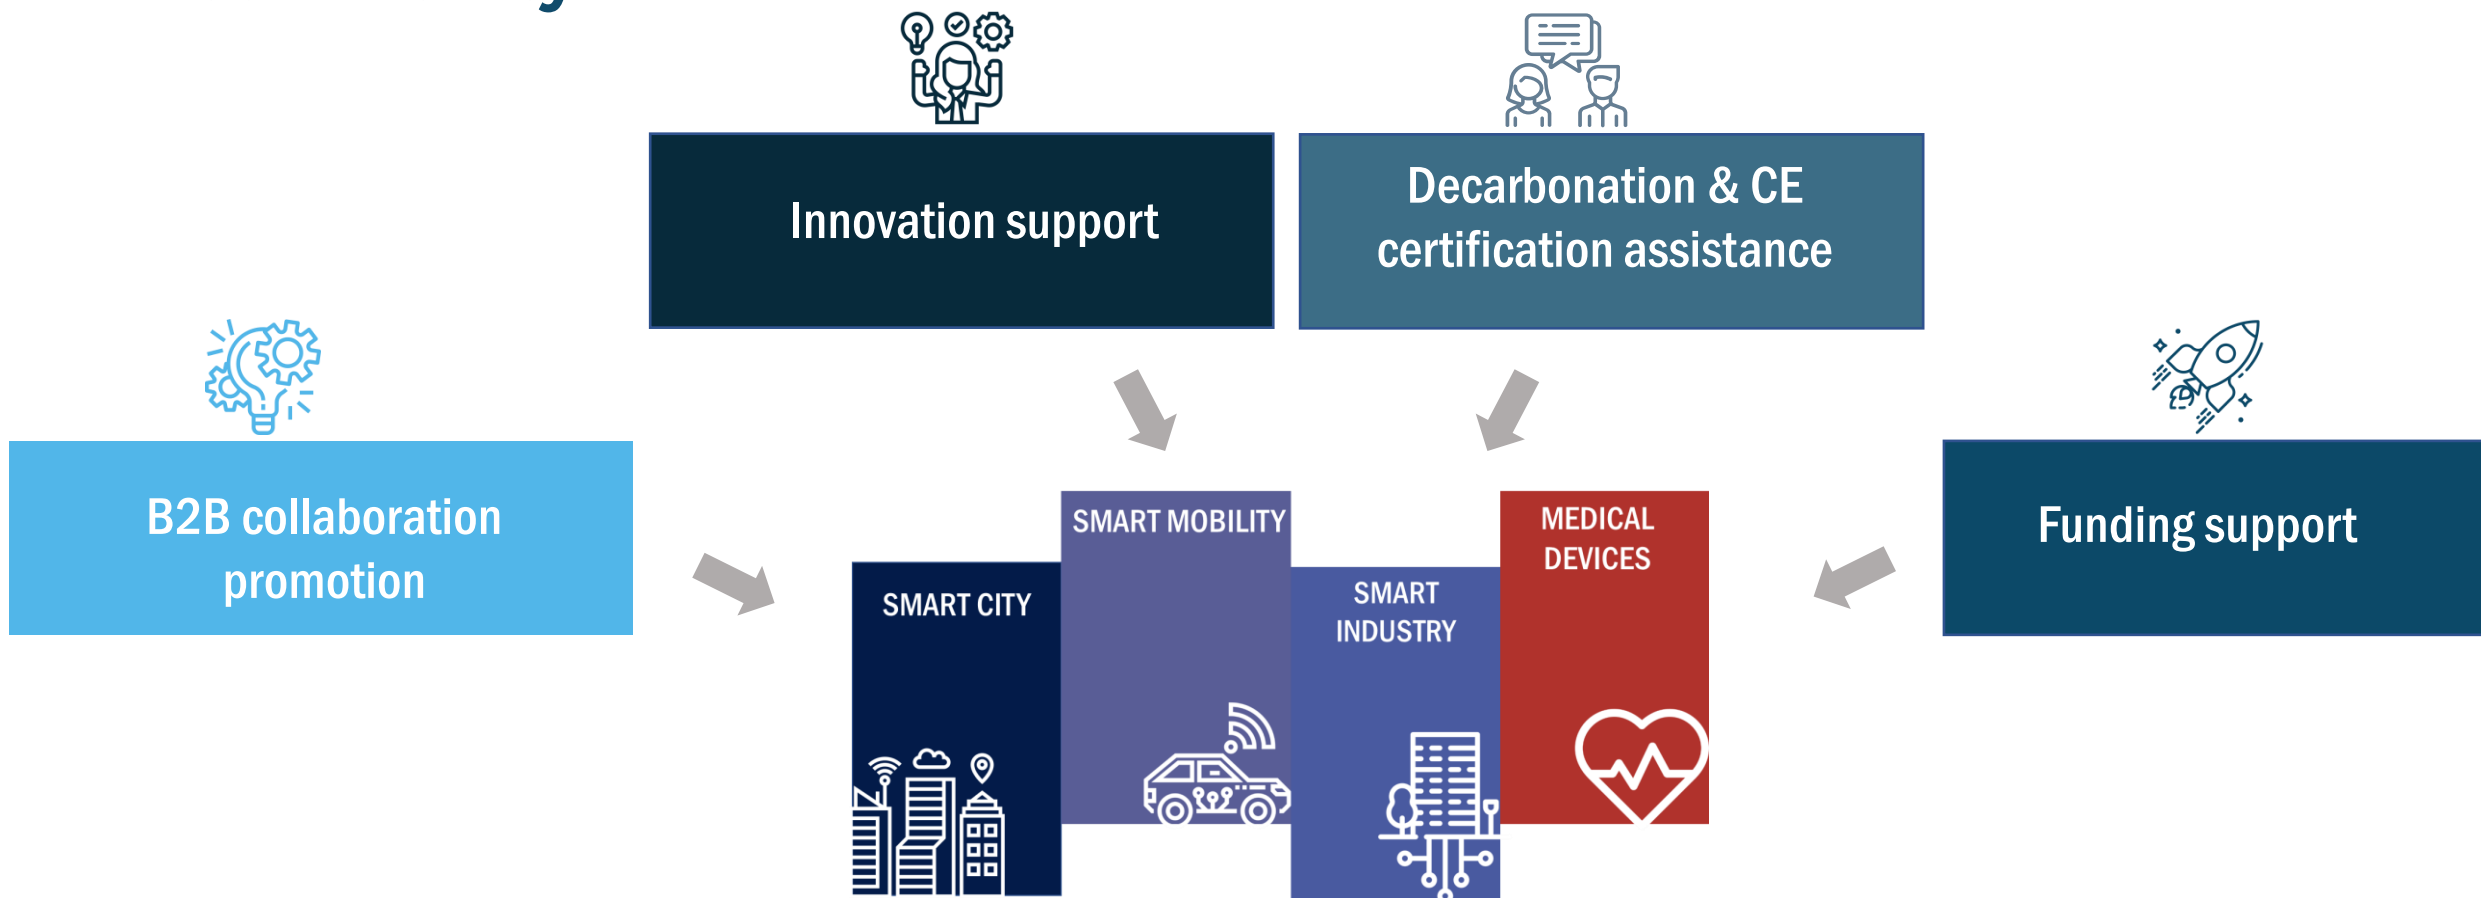 Innovation support
Decarbonation & CE
certification assistance
B2B collaboration
promotion
Funding support
SMART CITY
SMART MOBILITY
SMART
INDUSTRY
MEDICAL
DEVICES